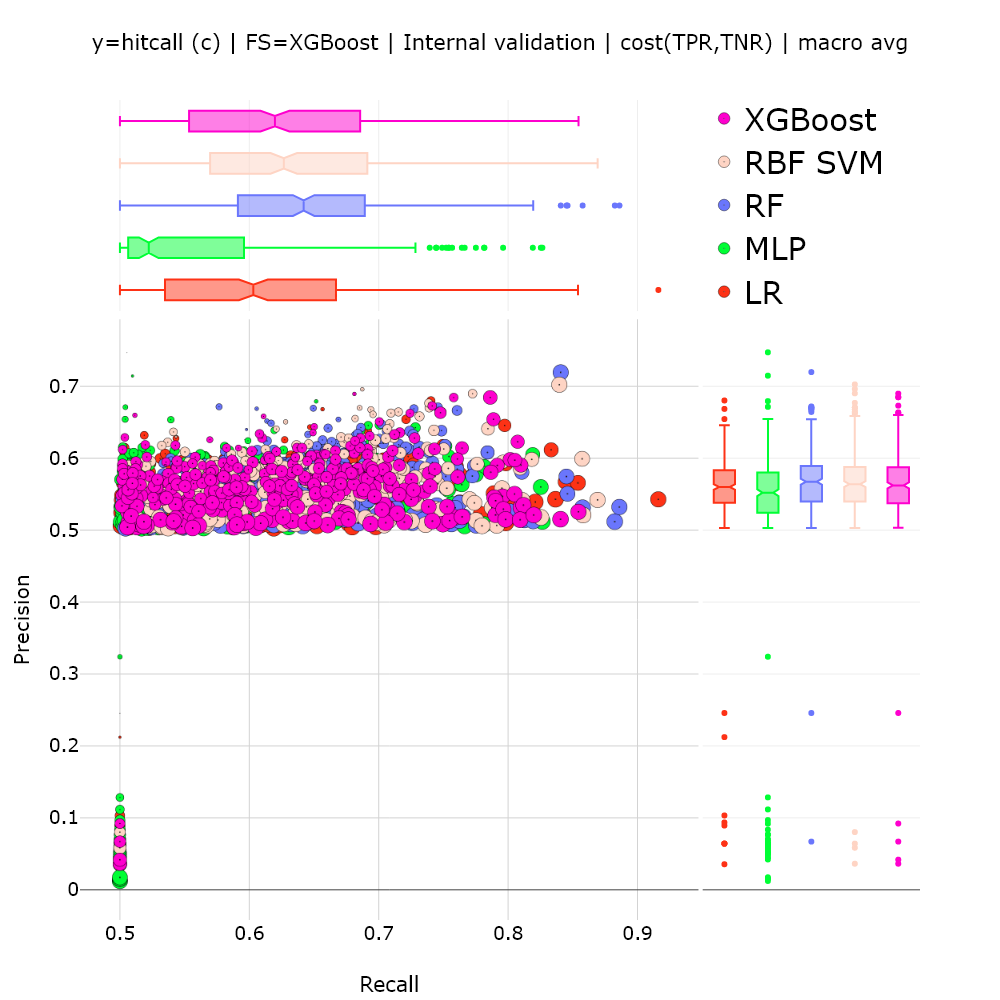 y=hitcall (c) | FS=XGBoost | Internal validation | cost(TPR,TNR) | macro avg
XGBoost
RBF SVM
RF
MLP
LR
0.7
0.6
0.5
0.4
0.3
0.2
0.1
0
Precision
0.5 0.6 0.7 0.8 0.9
Recall